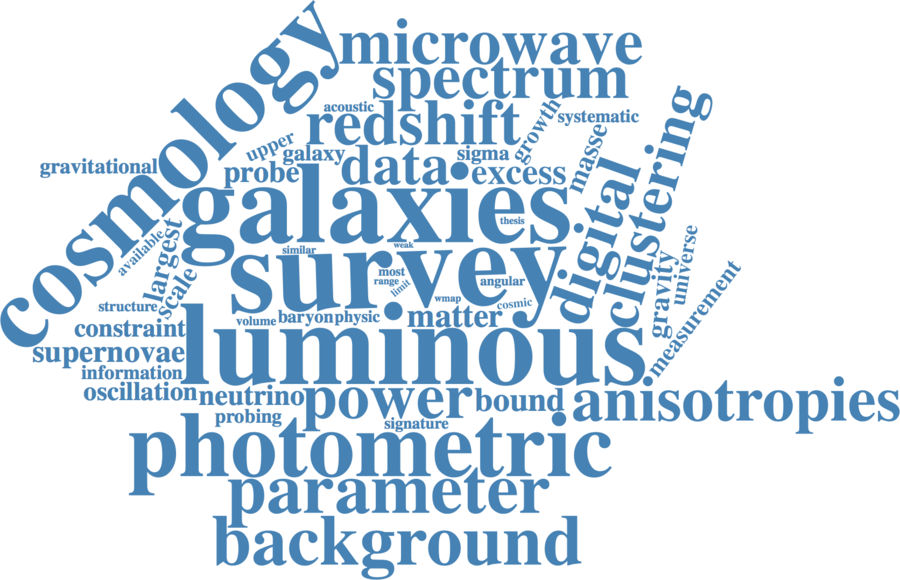 cosmology
microwave
spectrum
acoustic
redshift
growth
systematic
upper
galaxy
data
sigma
masse
clustering
gravitational
probe
excess
digital
galaxies
thesis
available
largest
scale
similar
weak
survey
most
range
limit
angular
gravity
universe
structure
volume
baryon
physic
wmap
cosmic
matter
measurement
constraint
luminous
supernovae
information
oscillation
neutrino
power
bound
anisotropies
probing
signature
photometric
parameter
background